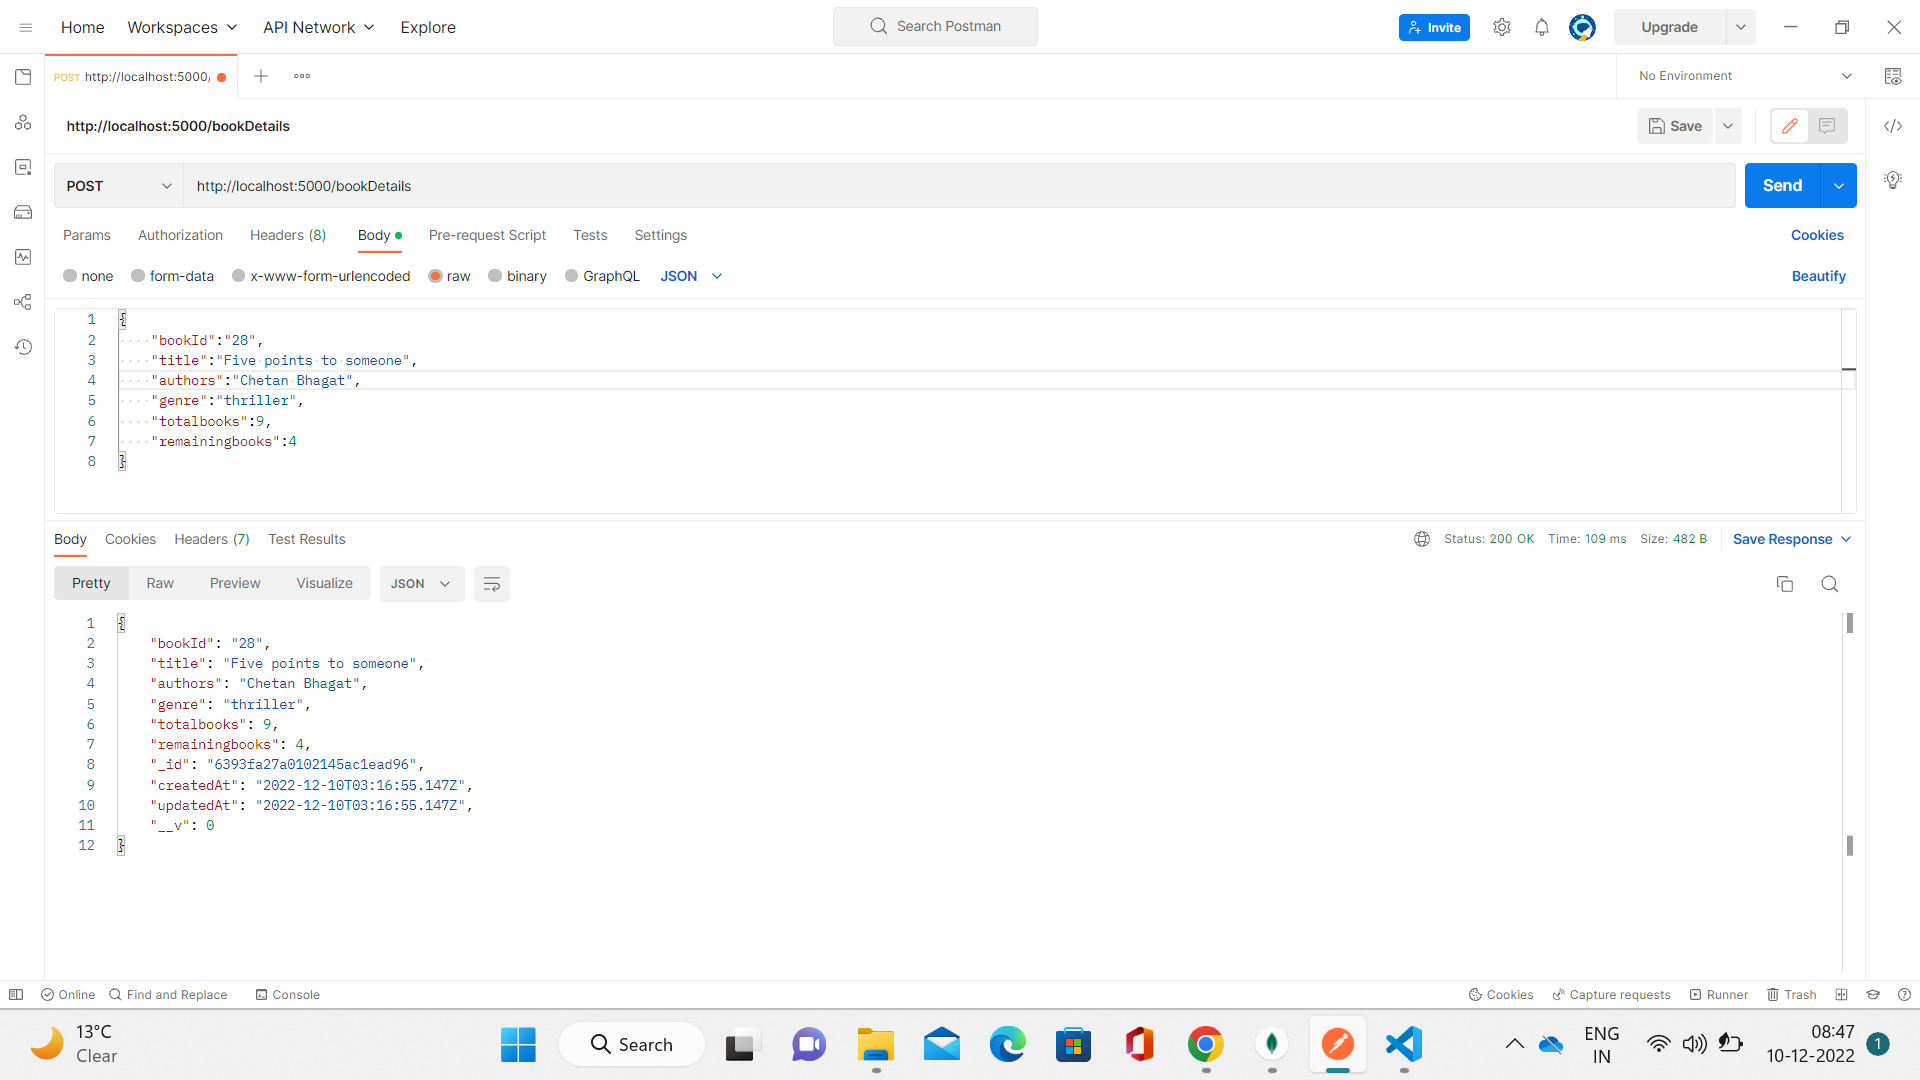 Home Workspaces API Network Explore Search Postman Invite Upgrade
POST http://localhost:5000/ No Environment
http://localhost:5000/bookDetails Save
POST http://localhost:5000/bookDetails Send
Params Authorization Headers (8) Body Pre-request Script Tests Settings Cookies
none form-data x-www-form-urlencoded raw binary GraphQL JSON Beautify
1 {
2 "bookId":"28",
3 "title":"Five points to someone",
4 "authors":"Chetan Bhagat",
5 "genre":"thriller",
6 "totalbooks":9,
7 "remainingbooks":4
8 }
Body Cookies Headers (7) Test Results Status: 200 OK Time: 109 ms Size: 482 B Save Response
Pretty Raw Preview Visualize JSON
1 {
2 "bookId": "28",
3 "title": "Five points to someone",
4 "authors": "Chetan Bhagat",
5 "genre": "thriller",
6 "totalbooks": 9,
7 "remainingbooks": 4,
8 "_id": "6393fa27a0102145ac1ead96",
9 "createdAt": "2022-12-10T03:16:55.147Z",
10 "updatedAt": "2022-12-10T03:16:55.147Z",
11 "__v": 0
12 }
Online Find and Replace Console Cookies Capture requests Runner Trash
13°C
Clear
Search
ENG
IN
08:47
10-12-2022
1